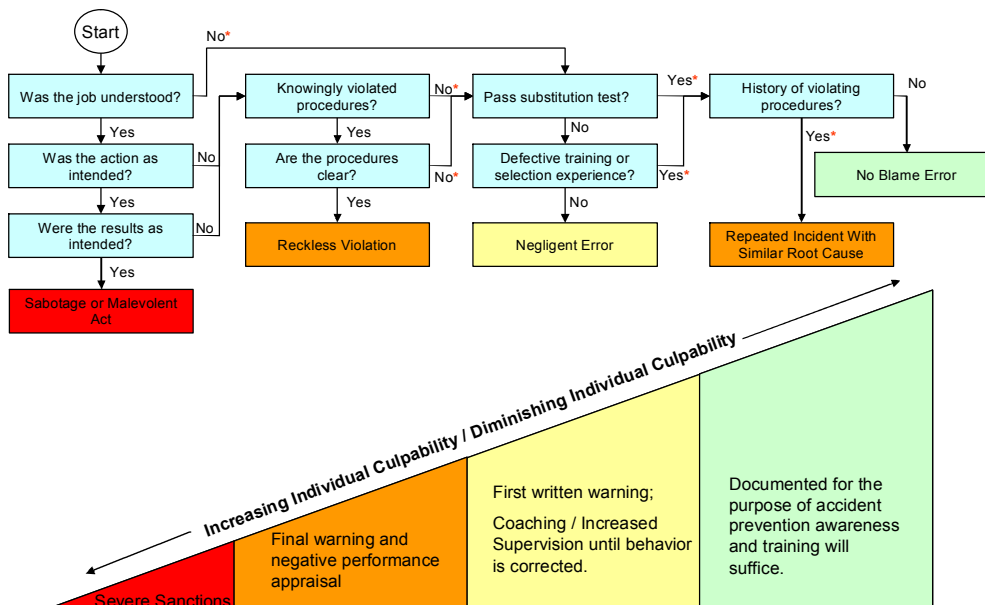 Start
No*
Was the job understood?
Yes
Was the action as
intended?
No
Yes
Were the results as
intended?
No
Yes
Sabotage or Malevolent
Act
Knowingly violated
procedures?
No*
Yes
Are the procedures
clear?
No*
Yes
Reckless Violation
Pass substitution test?
Yes*
No
Defective training or
selection experience?
Yes*
No
Negligent Error
History of violating
procedures?
No
Yes*
No Blame Error
Repeated Incident With
Similar Root Cause
Increasing Individual Culpability / Diminishing Individual Culpability
Severe Sanctions
Final warning and
negative performance
appraisal
First written warning;
Coaching / Increased
Supervision until behavior
is corrected.
Documented for the
purpose of accident
prevention awareness
and training will
suffice.